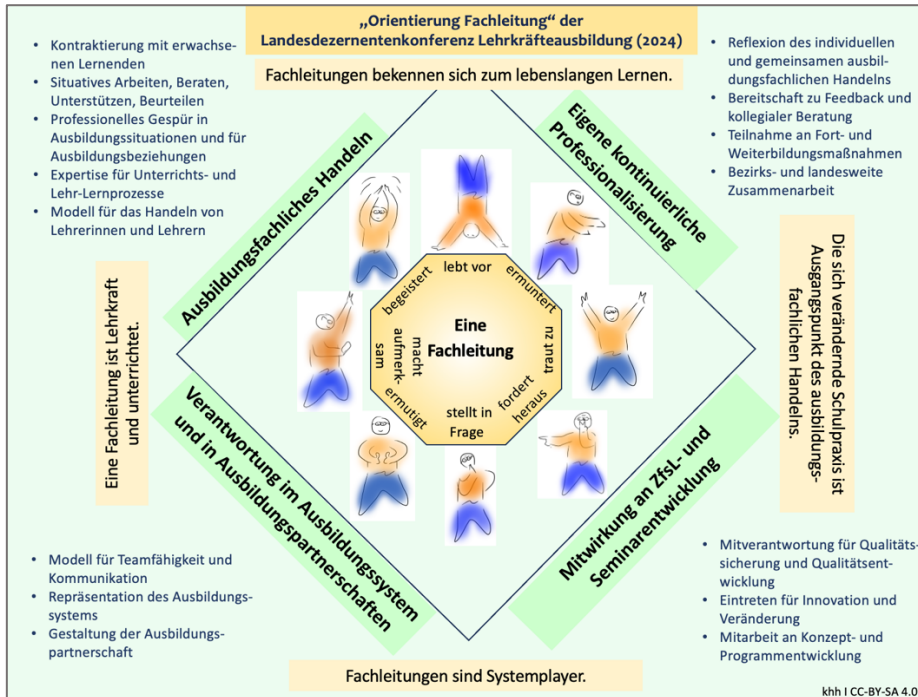 „Orientierung Fachleitung“ der
Landesdezernentenkonferenz Lehrkräfteausbildung (2024)
Fachleitungen bekennen sich zum lebenslangen Lernen.
• Kontraktierung mit erwachse-
nen Lernenden
• Situatives Arbeiten, Beraten,
Unterstützen, Beurteilen
• Professionelles Gespür in
Ausbildungssituationen und für
Ausbildungsbeziehungen
• Expertise für Unterrichts- und
Lehr-Lernprozesse
• Modell für das Handeln von
Lehrerinnen und Lehrern
Ausbildungsfachliches Handeln
Eigene kontinuierliche
Professionalisierung
• Reflexion des individuellen
und gemeinsamen ausbil-
dungsfachlichen Handelns
• Bereitschaft zu Feedback und
kollegialer Beratung
• Teilnahme an Fort- und
Weiterbildungsmaßnahmen
• Bezirks- und landesweite
Zusammenarbeit
Eine Fachleitung ist Lehrkraft
und unterrichtet.
Eine
Fachleitung
lebt vor
ermuntert
traut zu
fordert
heraus
stellt in
Frage
ermutigt
macht
aufmerk-
sam
begeistert
Die sich verändernde Schulpraxis ist
Ausgangspunkt des ausbildungs-
fachlichen Handelns.
Verantwortung im Ausbildungssystem
und in Ausbildungspartnerschaften
Mitwirkung an ZfsL- und
Seminarentwicklung
• Modell für Teamfähigkeit und
Kommunikation
• Repräsentation des Ausbildungs-
systems
• Gestaltung der Ausbildungs-
partnerschaft
• Mitverantwortung für Qualitäts-
sicherung und Qualitätsent-
wicklung
• Eintreten für Innovation und
Veränderung
• Mitarbeit an Konzept- und
Programmentwicklung
Fachleitungen sind Systemplayer.
khh I CC-BY-SA 4.0